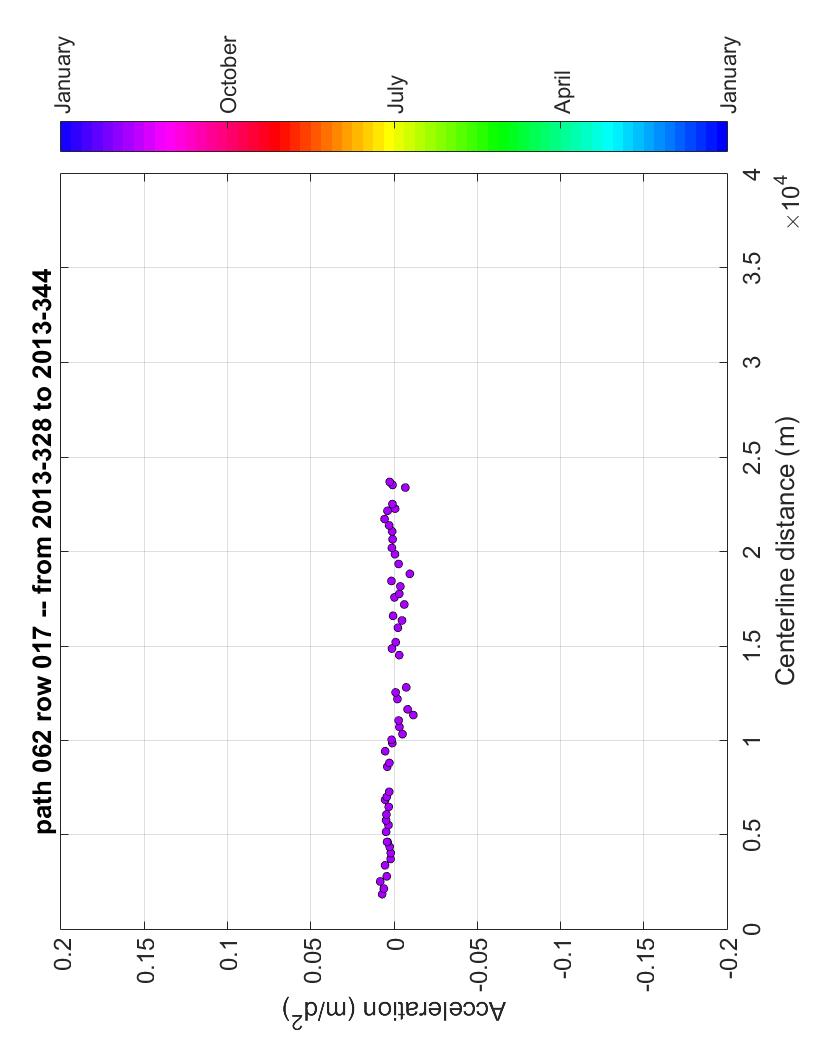 path 062 row 017 -- from 2013-328 to 2013-344
0.2
0.15
0.1
0.05
0
-0.05
-0.1
-0.15
-0.2
Acceleration (m/d²)
0
0.5
1
1.5
2
2.5
3
3.5
4
×10⁴
Centerline distance (m)
January
October
July
April
January